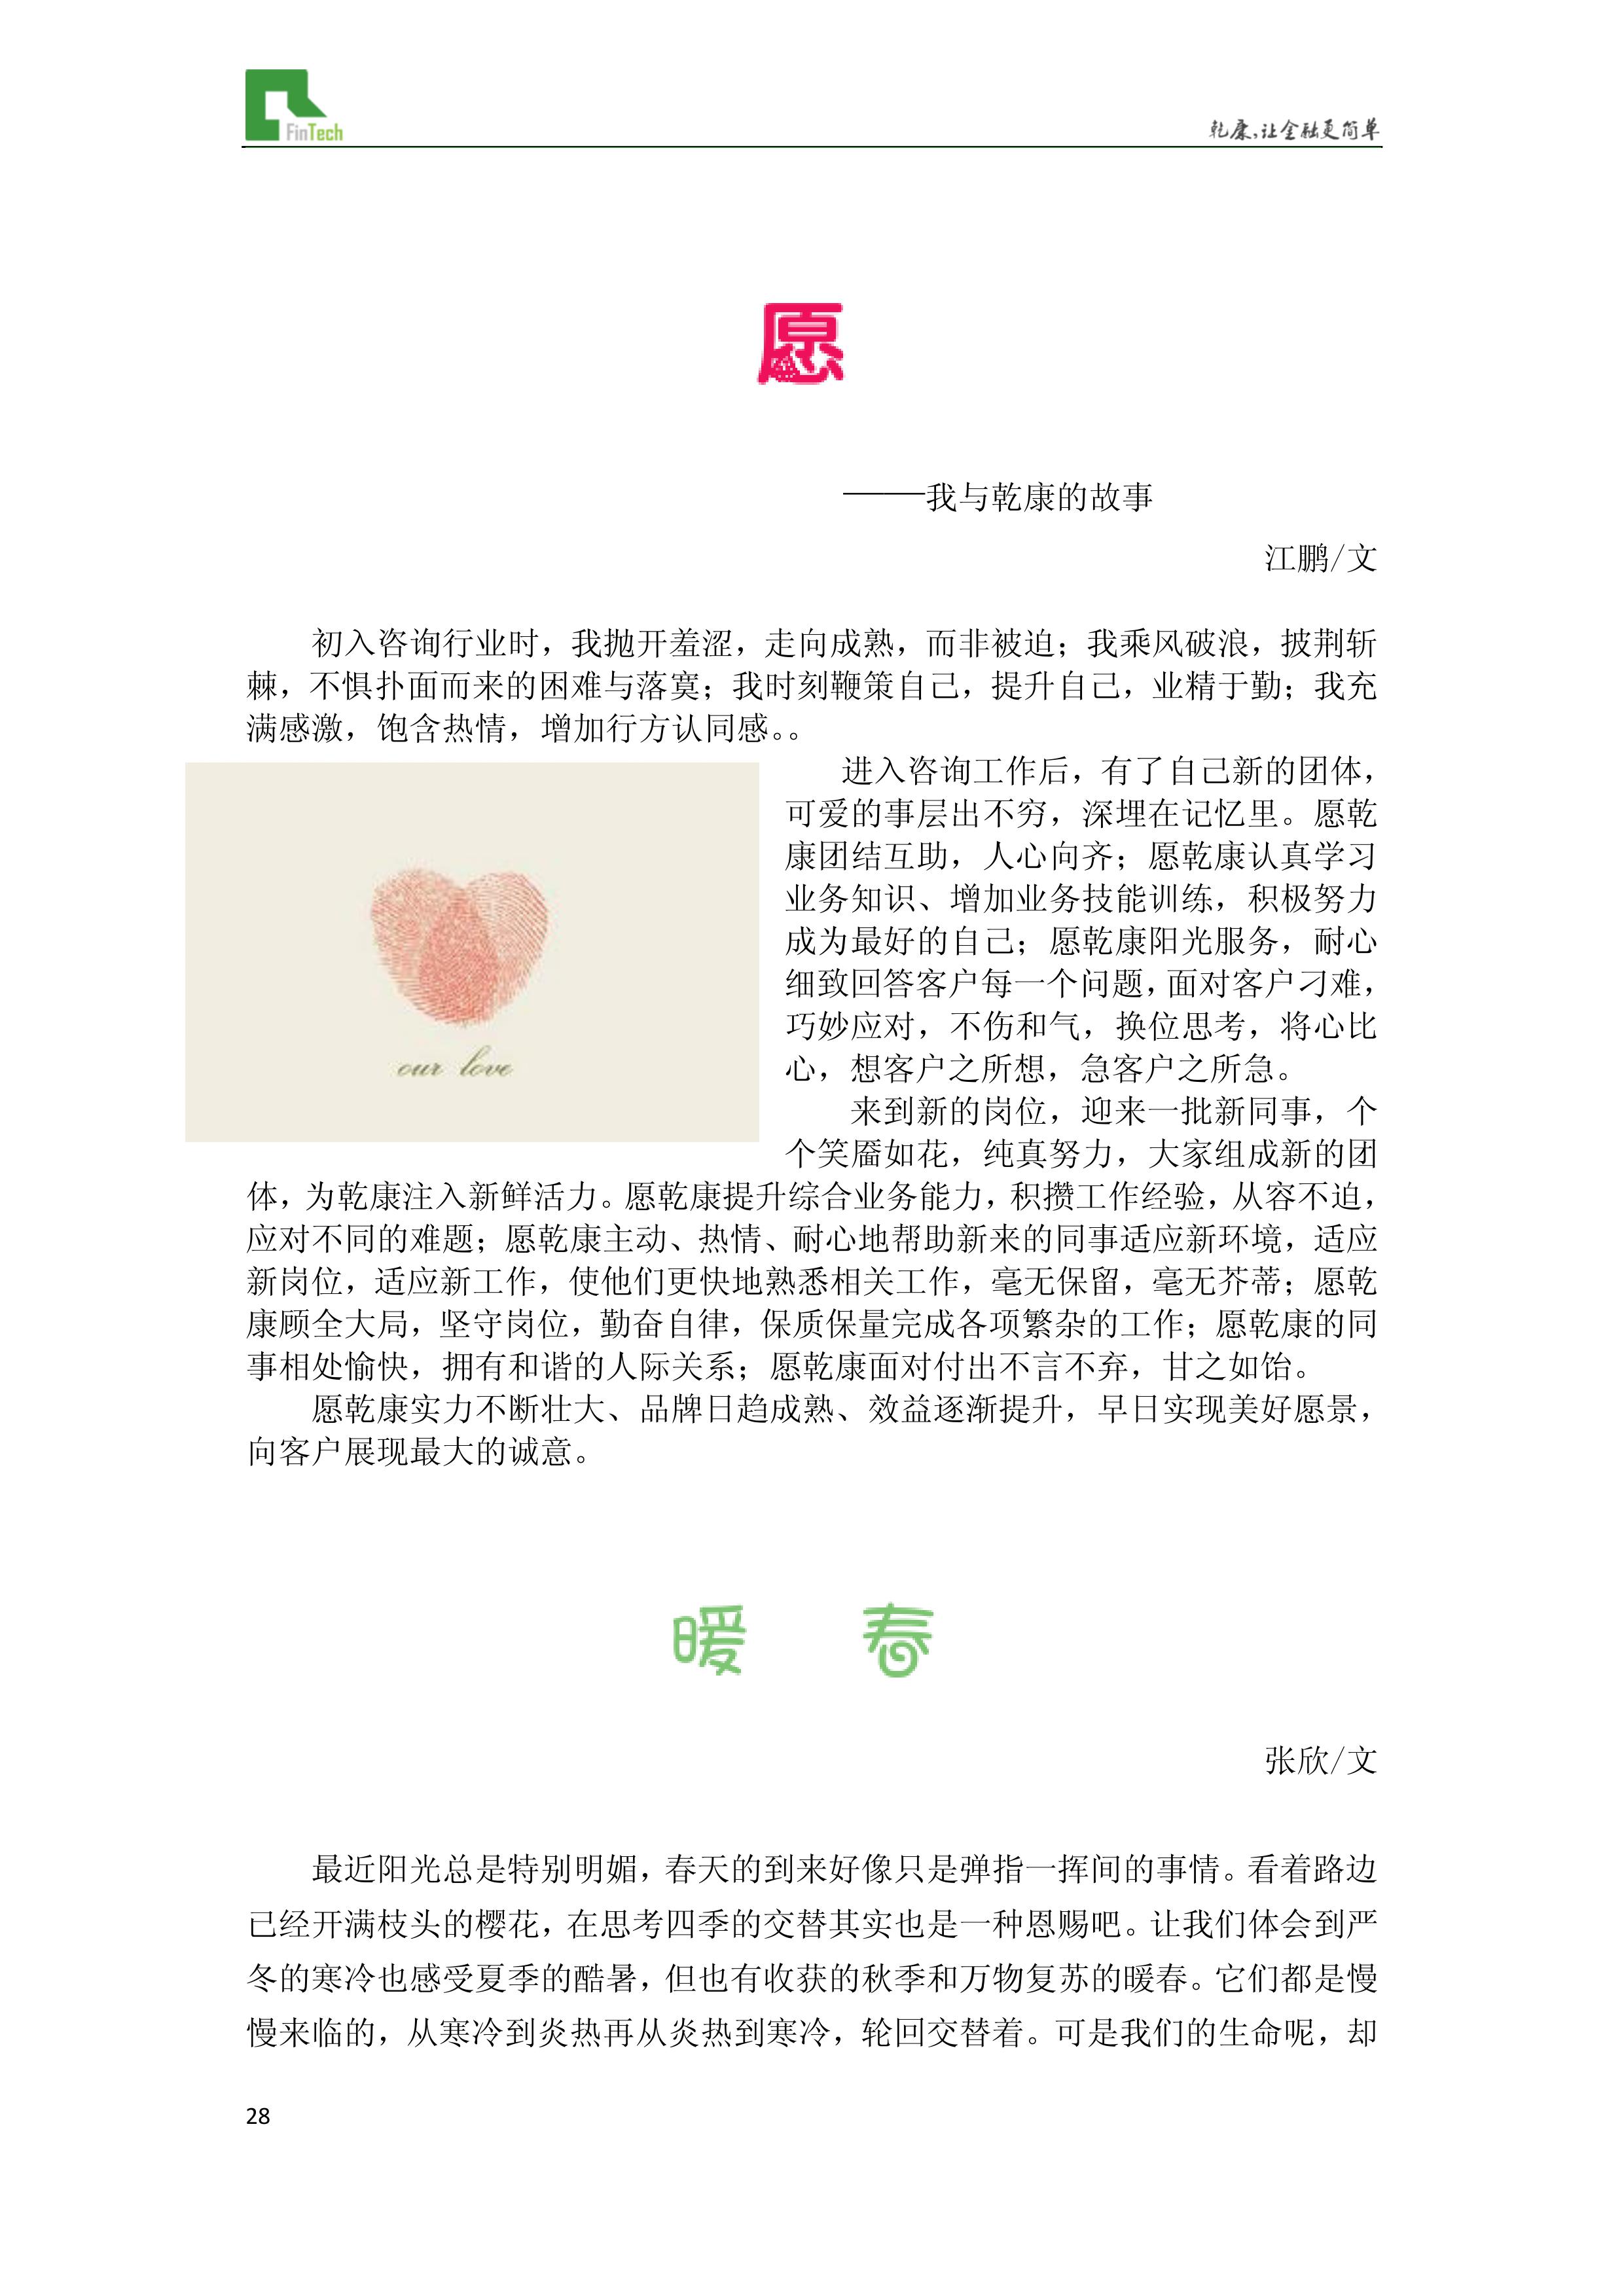 FinTech
乾康,让金融更简单
愿
———我与乾康的故事
江鹏/文
初入咨询行业时，我抛开羞涩，走向成熟，而非被迫；我乘风破浪，披荆斩
棘，不惧扑面而来的困难与落寞；我时刻鞭策自己，提升自己，业精于勤；我充
满感激，饱含热情，增加行方认同感。。
进入咨询工作后，有了自己新的团体，
可爱的事层出不穷，深埋在记忆里。愿乾
康团结互助，人心向齐；愿乾康认真学习
业务知识、增加业务技能训练，积极努力
成为最好的自己；愿乾康阳光服务，耐心
细致回答客户每一个问题，面对客户刁难，
巧妙应对，不伤和气，换位思考，将心比
心，想客户之所想，急客户之所急。
our love
来到新的岗位，迎来一批新同事，个
个笑靥如花，纯真努力，大家组成新的团
体，为乾康注入新鲜活力。愿乾康提升综合业务能力，积攒工作经验，从容不迫，
应对不同的难题；愿乾康主动、热情、耐心地帮助新来的同事适应新环境，适应
新岗位，适应新工作，使他们更快地熟悉相关工作，毫无保留，毫无芥蒂；愿乾
康顾全大局，坚守岗位，勤奋自律，保质保量完成各项繁杂的工作；愿乾康的同
事相处愉快，拥有和谐的人际关系；愿乾康面对付出不言不弃，甘之如饴。
愿乾康实力不断壮大、品牌日趋成熟、效益逐渐提升，早日实现美好愿景，
向客户展现最大的诚意。
暖 春
张欣/文
最近阳光总是特别明媚，春天的到来好像只是弹指一挥间的事情。看着路边
已经开满枝头的樱花，在思考四季的交替其实也是一种恩赐吧。让我们体会到严
冬的寒冷也感受夏季的酷暑，但也有收获的秋季和万物复苏的暖春。它们都是慢
慢来临的，从寒冷到炎热再从炎热到寒冷，轮回交替着。可是我们的生命呢，却
28